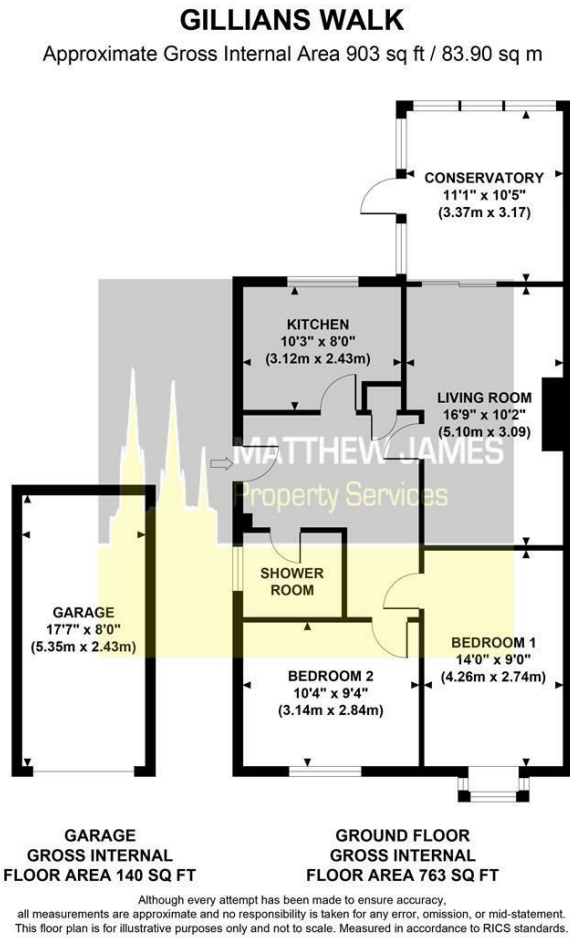 GILLIANS WALK
Approximate Gross Internal Area 903 sq ft / 83.90 sq m
CONSERVATORY
11'1" x 10'5"
(3.37m x 3.17)
KITCHEN
10'3" x 8'0"
(3.12m x 2.43m)
LIVING ROOM
16'9" x 10'2"
(5.10m x 3.09)
MATTHEW JAMES
Property Services
SHOWER
ROOM
GARAGE
17'7" x 8'0"
(5.35m x 2.43m)
BEDROOM 1
14'0" x 9'0"
(4.26m x 2.74m)
BEDROOM 2
10'4" x 9'4"
(3.14m x 2.84m)
GARAGE
GROSS INTERNAL
FLOOR AREA 140 SQ FT
GROUND FLOOR
GROSS INTERNAL
FLOOR AREA 763 SQ FT
Although every attempt has been made to ensure accuracy,
all measurements are approximate and no responsibility is taken for any error, omission, or mid-statement.
This floor plan is for illustrative purposes only and not to scale. Measured in accordance to RICS standards.